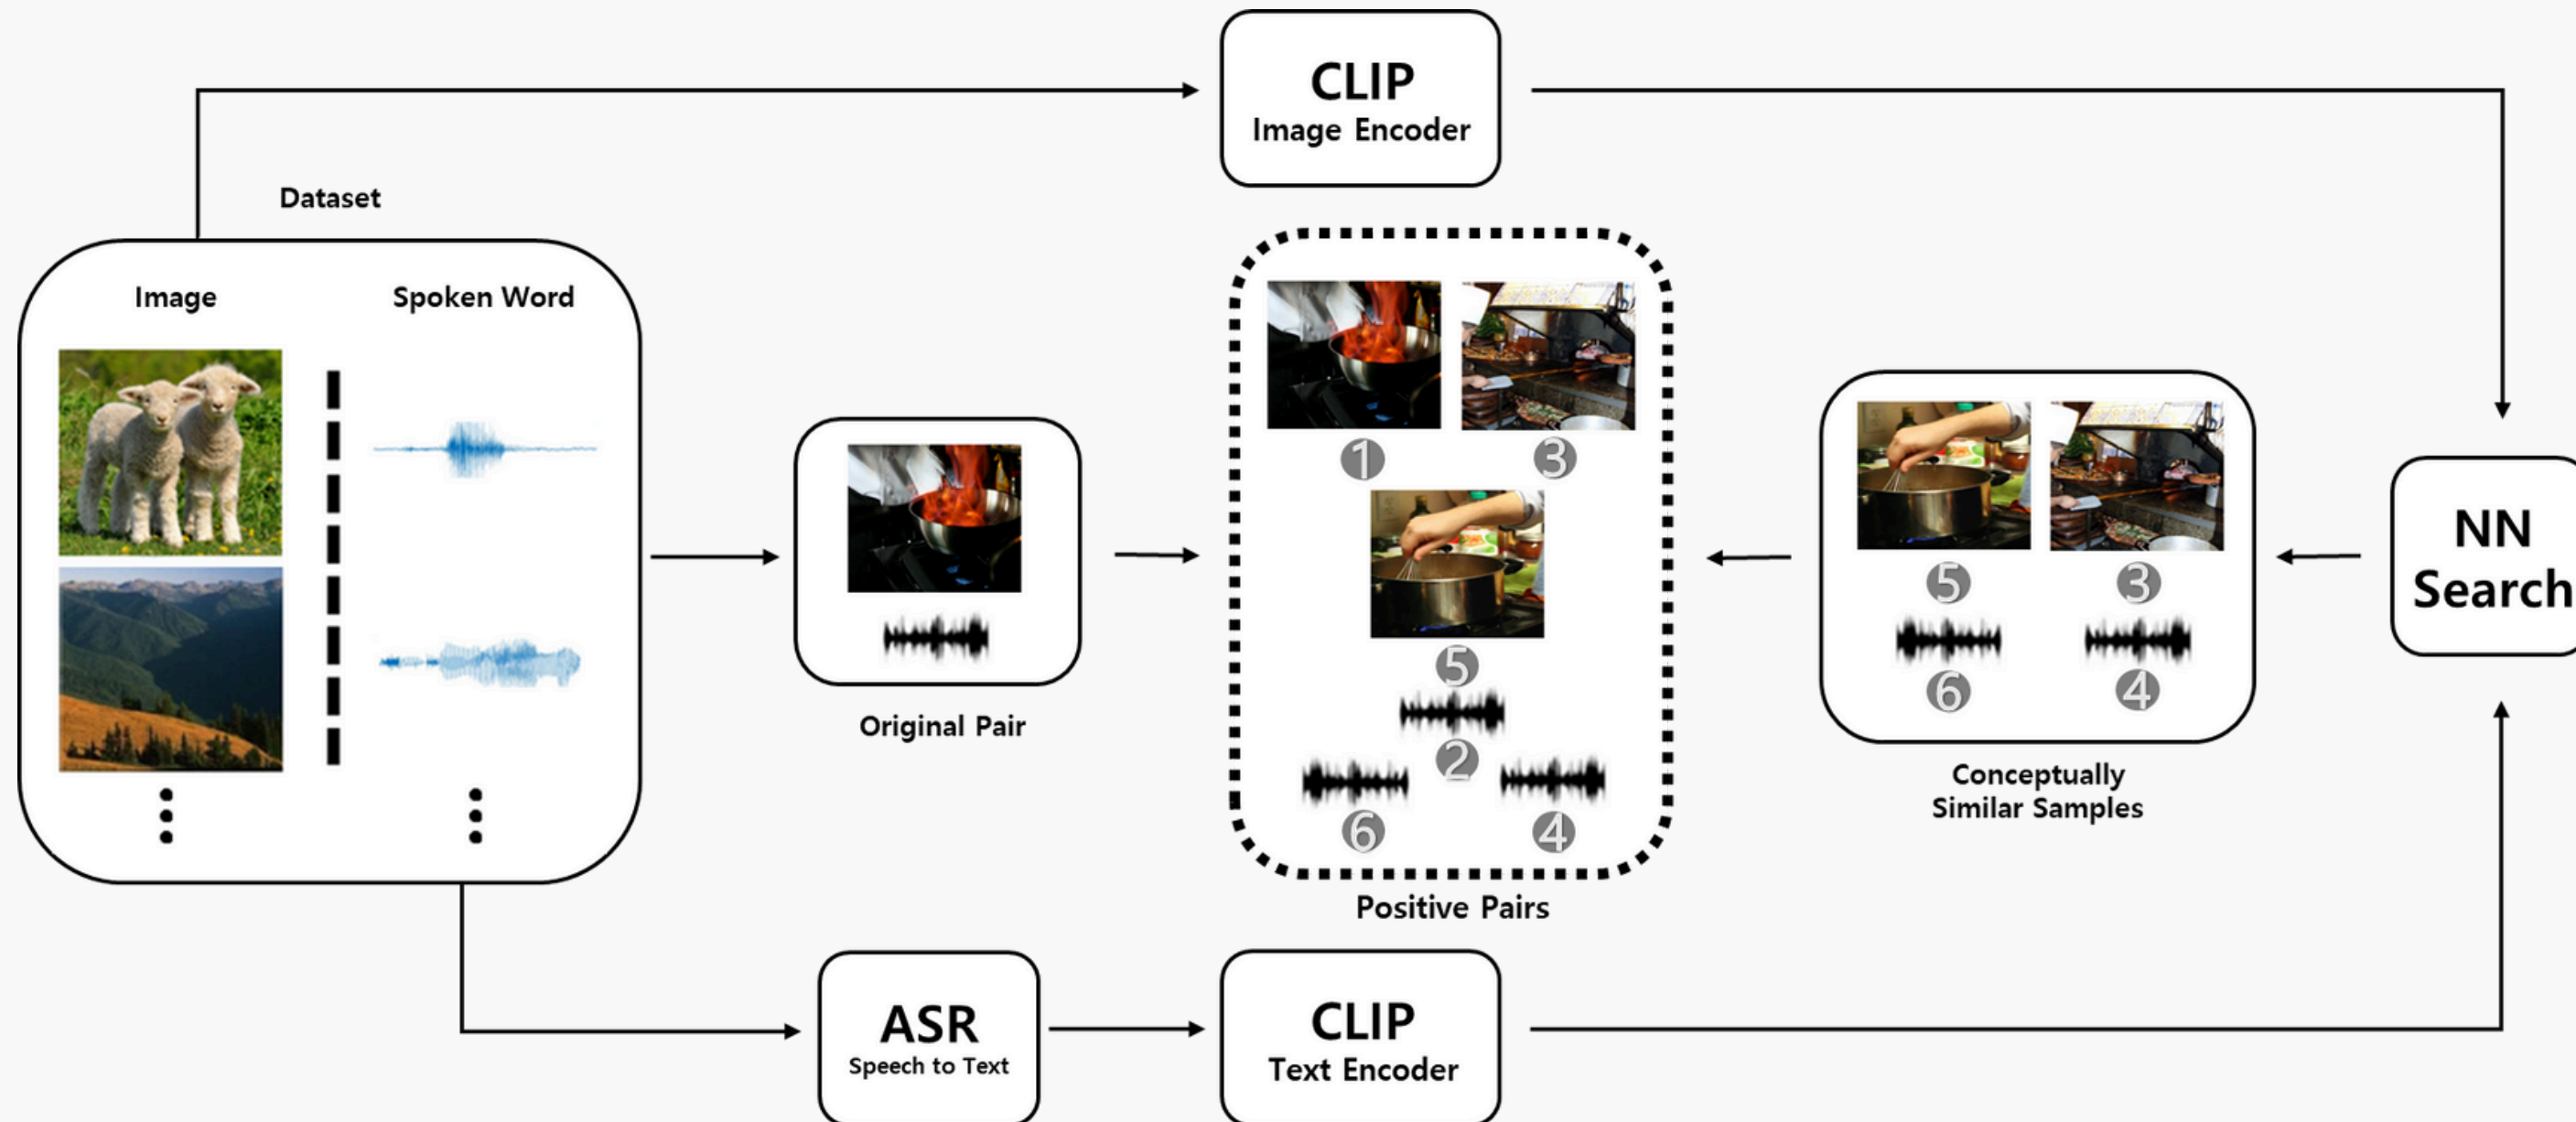 CLIP
Image Encoder
Dataset
Image
Spoken Word
Original Pair
①
③
⑤
②
⑥
④
Positive Pairs
⑤
③
⑥
④
Conceptually
Similar Samples
NN
Search
ASR
Speech to Text
CLIP
Text Encoder